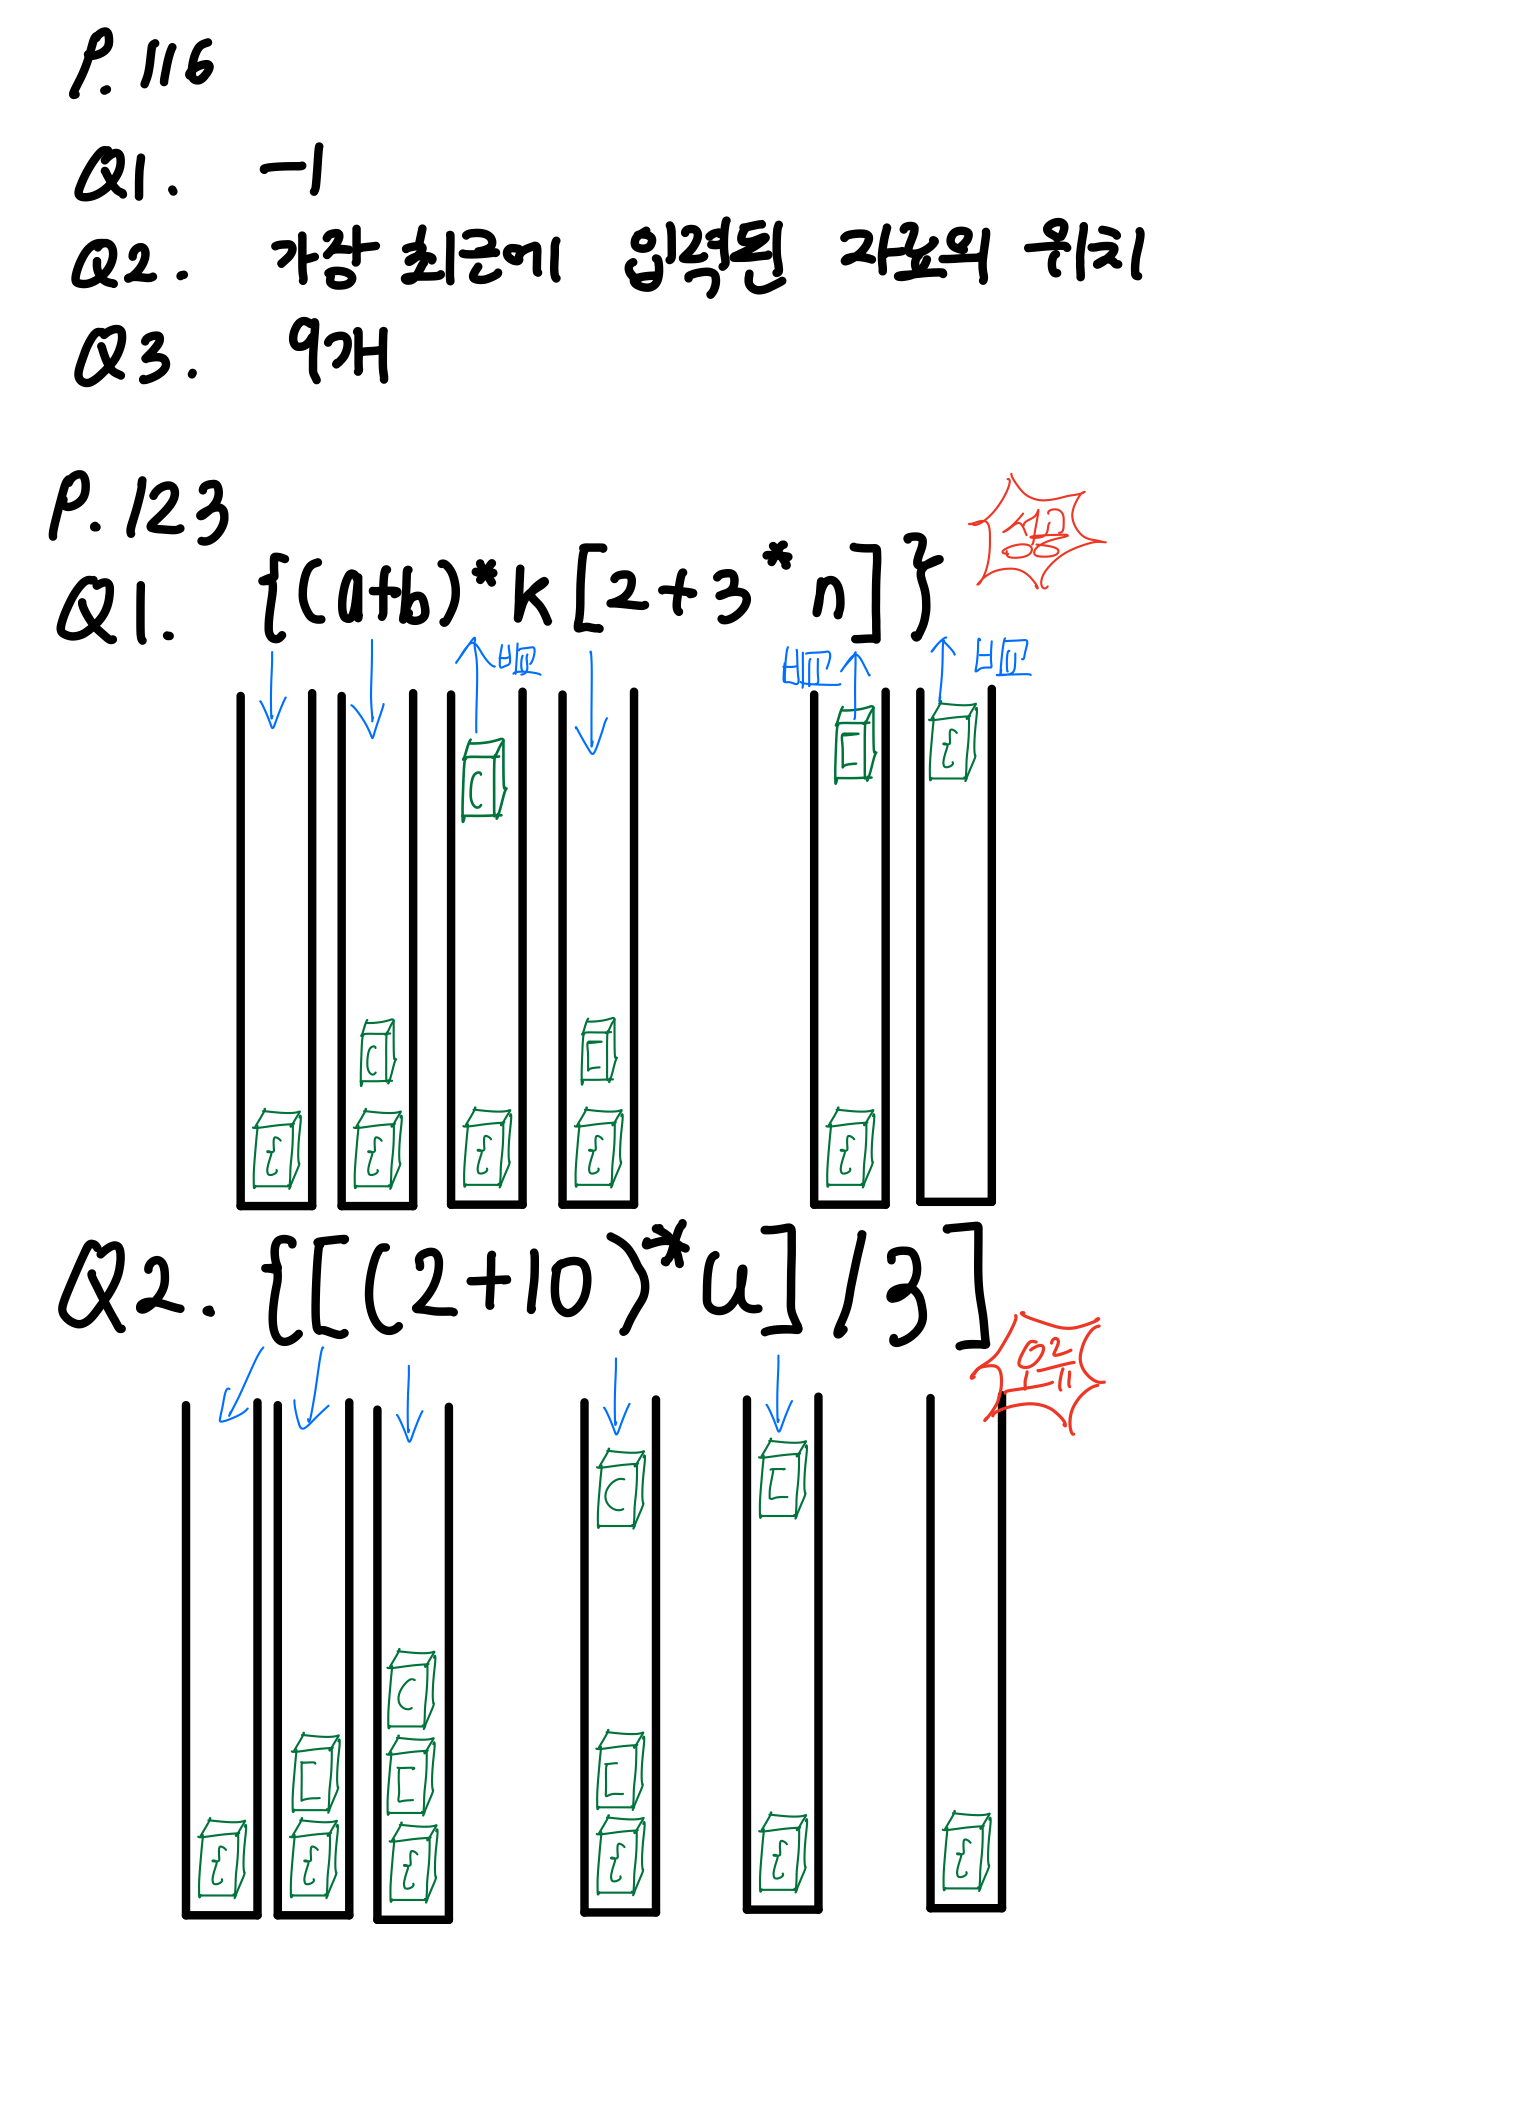 P. 116
Q1. -1
Q2. 가장 최근에 입력된 자료의 위치
Q3. 9개
P. 123
성공
Q1. {(a+b)*k[2+3*n]}
비교
비교 비교
( [ {
( [
{ { { { {
Q2. {[(2+10)*u]/3]
오류
( [
(
[ [ [
{ { { { { {